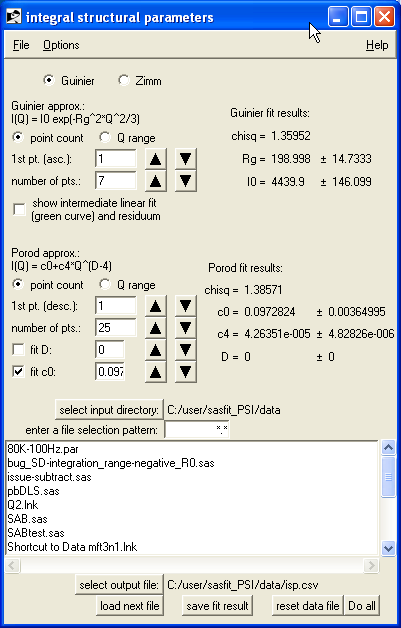 integral structural parameters
File Options Help
Guinier Zimm
Guinier approx.:
I(Q) = I0 exp(-Rg^2*Q^2/3)
point count Q range
1st pt. (asc.): 1
number of pts.: 7
show intermediate linear fit
(green curve) and residuum
Guinier fit results:
chisq = 1.35952
Rg = 198.998 ± 14.7333
I0 = 4439.9 ± 146.099
Porod approx.:
I(Q) = c0+c4*Q^(D-4)
point count Q range
1st pt. (desc.): 1
number of pts.: 25
fit D: 0
fit c0: 0.097
Porod fit results:
chisq = 1.38571
c0 = 0.0972824 ± 0.00364995
c4 = 4.26351e-005 ± 4.82826e-006
D = 0 ± 0
select input directory: C:/user/sasfit_PSI/data
enter a file selection pattern: *.*
80K-100Hz.par
bug_SD-integration_range-negative_R0.sas
issue-subtract.sas
pbDLS.sas
Q2.lnk
SAB.sas
SABtest.sas
Shortcut to Data mft3n1.lnk
select output file: C:/user/sasfit_PSI/data/isp.csv
load next file save fit result reset data file Do all